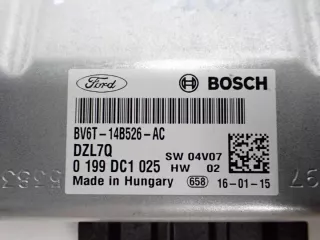 Ford
BOSCH
BV6T-14B526-AC
DZL7Q
0 199 DC1 025
SW 04V07
HW 02
Made in Hungary
658
16-01-15